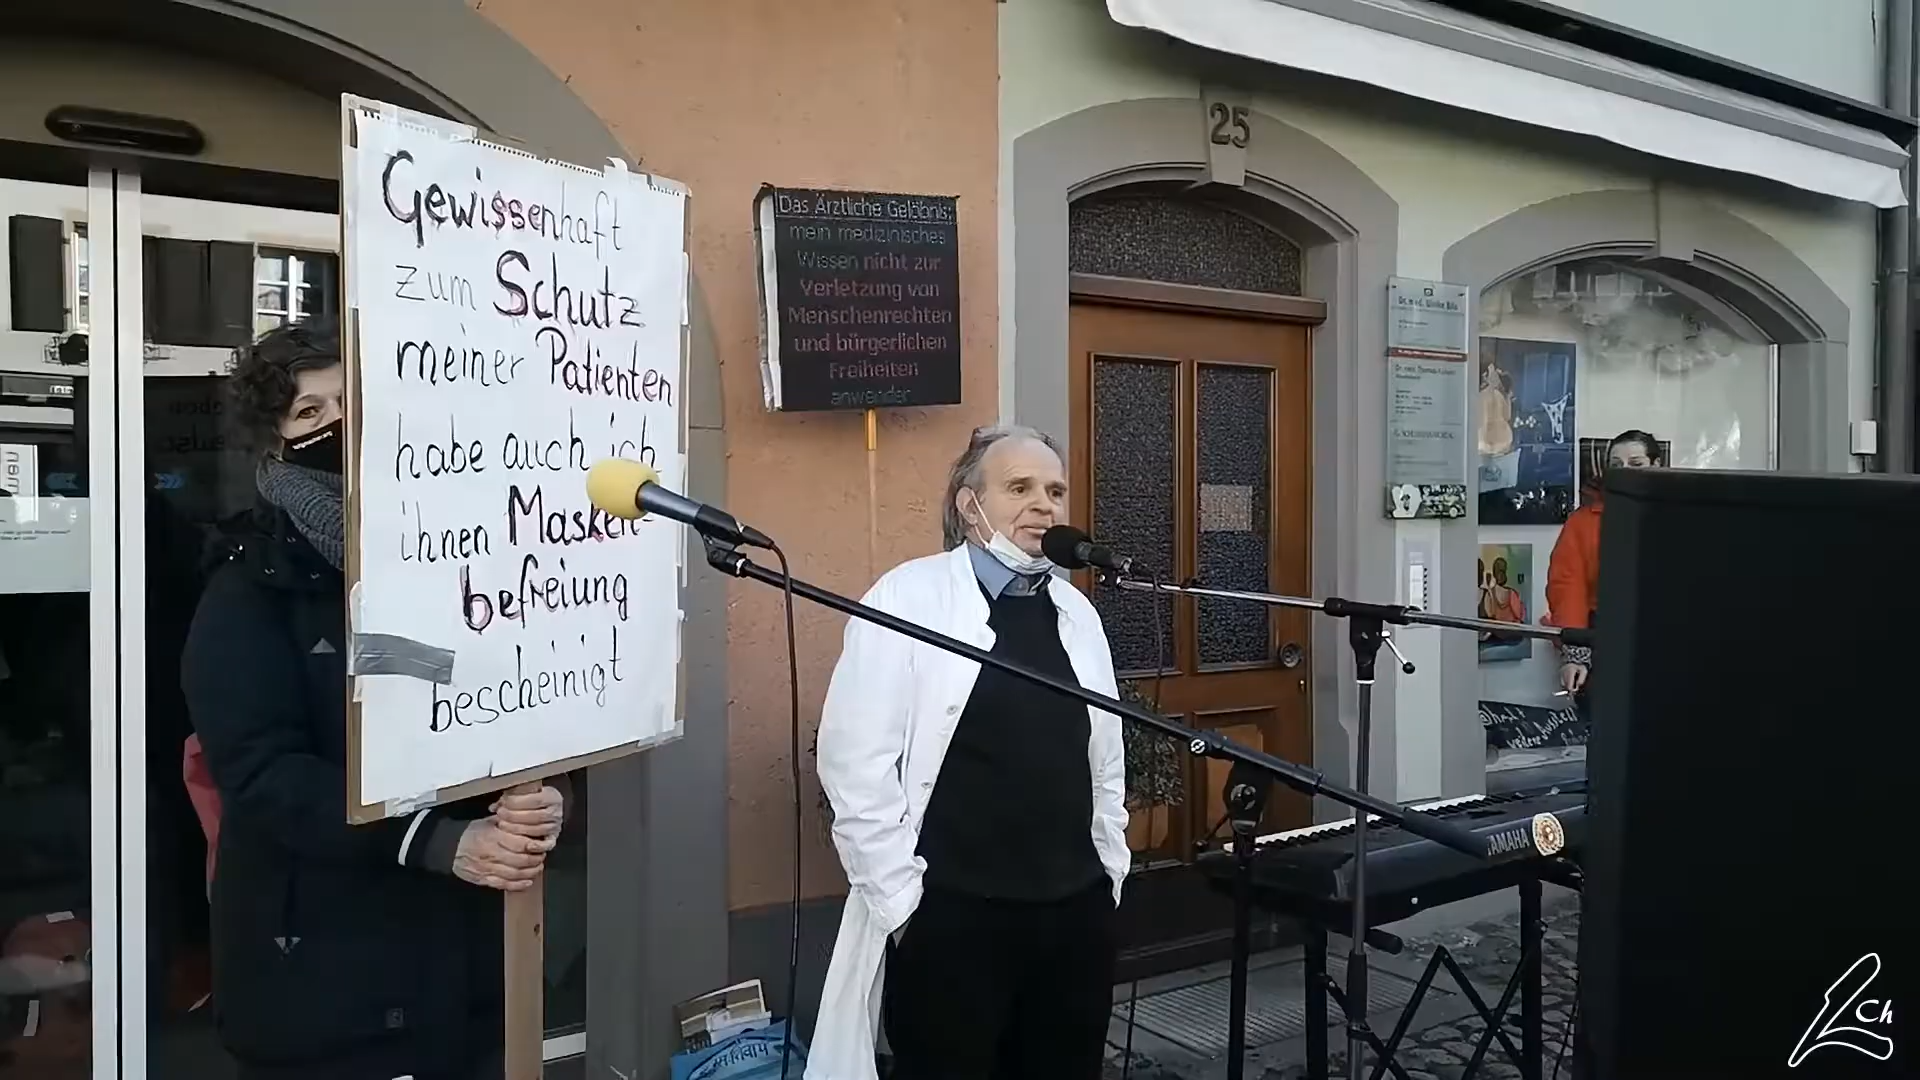 Gewissenhaft
zum Schutz
meiner Patienten
habe auch ich
ihnen Masken-
befreiung
bescheinigt
Das Ärztliche Gelöbnis:
mein medizinisches
Wissen nicht zur
Verletzung von
Menschenrechten
und bürgerlichen
Freiheiten
anwenden
25
YAMAHA
Ch